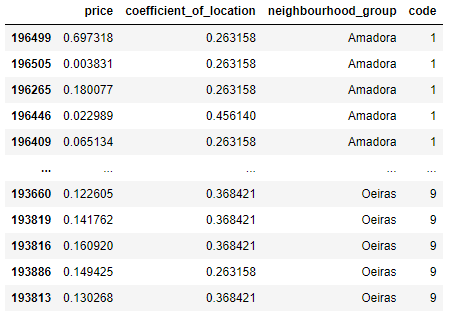 price coefficient_of_location neighbourhood_group code
196499 0.697318 0.263158 Amadora 1
196505 0.003831 0.263158 Amadora 1
196265 0.180077 0.263158 Amadora 1
196446 0.022989 0.456140 Amadora 1
196409 0.065134 0.263158 Amadora 1
... ... ... ... ...
193660 0.122605 0.368421 Oeiras 9
193819 0.141762 0.368421 Oeiras 9
193816 0.160920 0.368421 Oeiras 9
193886 0.149425 0.263158 Oeiras 9
193813 0.130268 0.368421 Oeiras 9